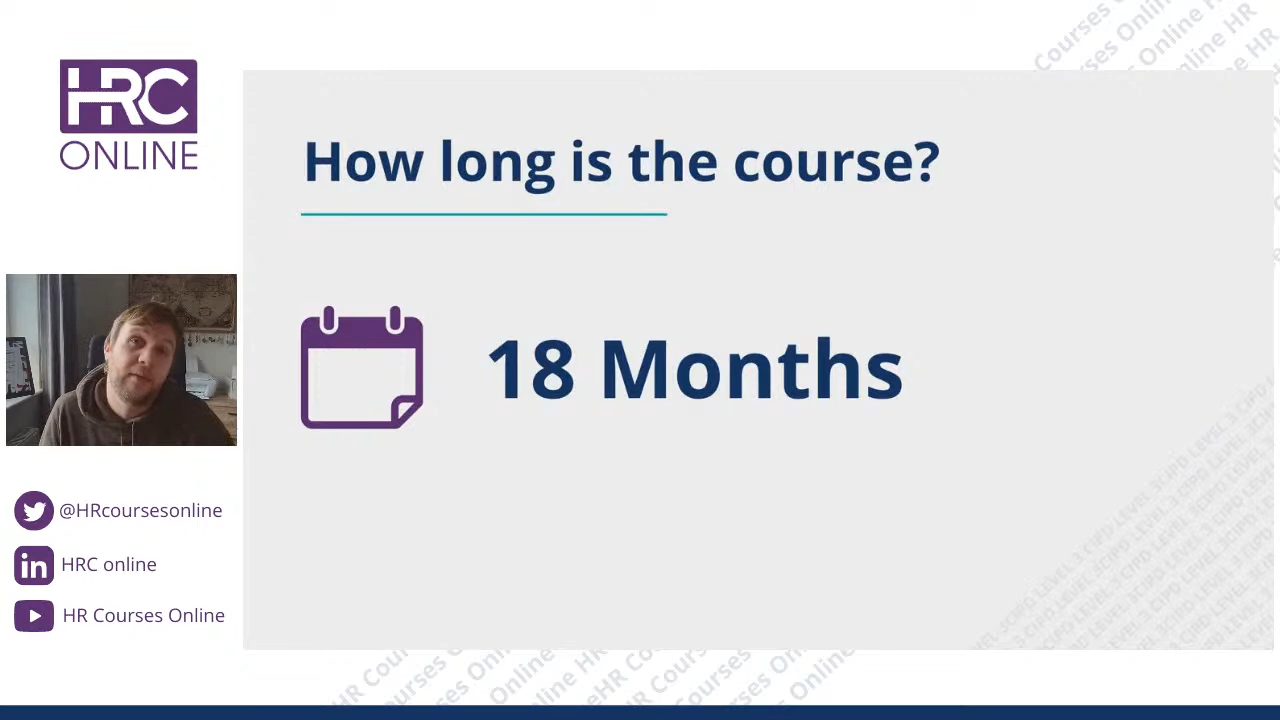 HRC
ONLINE
How long is the course?
18 Months
@HRcoursesonline
HRC online
HR Courses Online